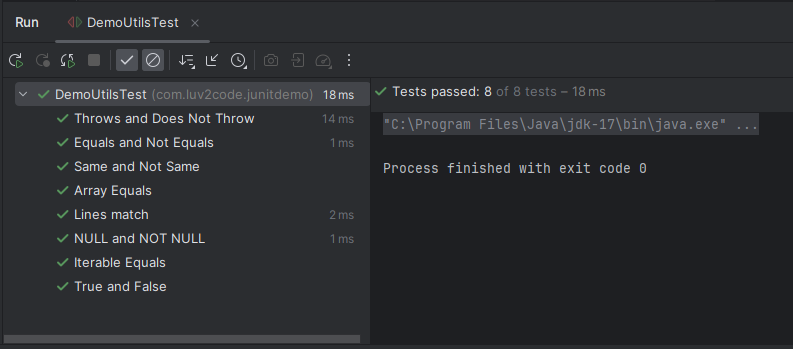 Run DemoUtilsTest
DemoUtilsTest (com.luv2code.junitdemo) 18 ms
Throws and Does Not Throw 14 ms
Equals and Not Equals 1 ms
Same and Not Same
Array Equals
Lines match 2 ms
NULL and NOT NULL 1 ms
Iterable Equals
True and False
Tests passed: 8 of 8 tests – 18 ms
"C:\Program Files\Java\jdk-17\bin\java.exe" ...
Process finished with exit code 0